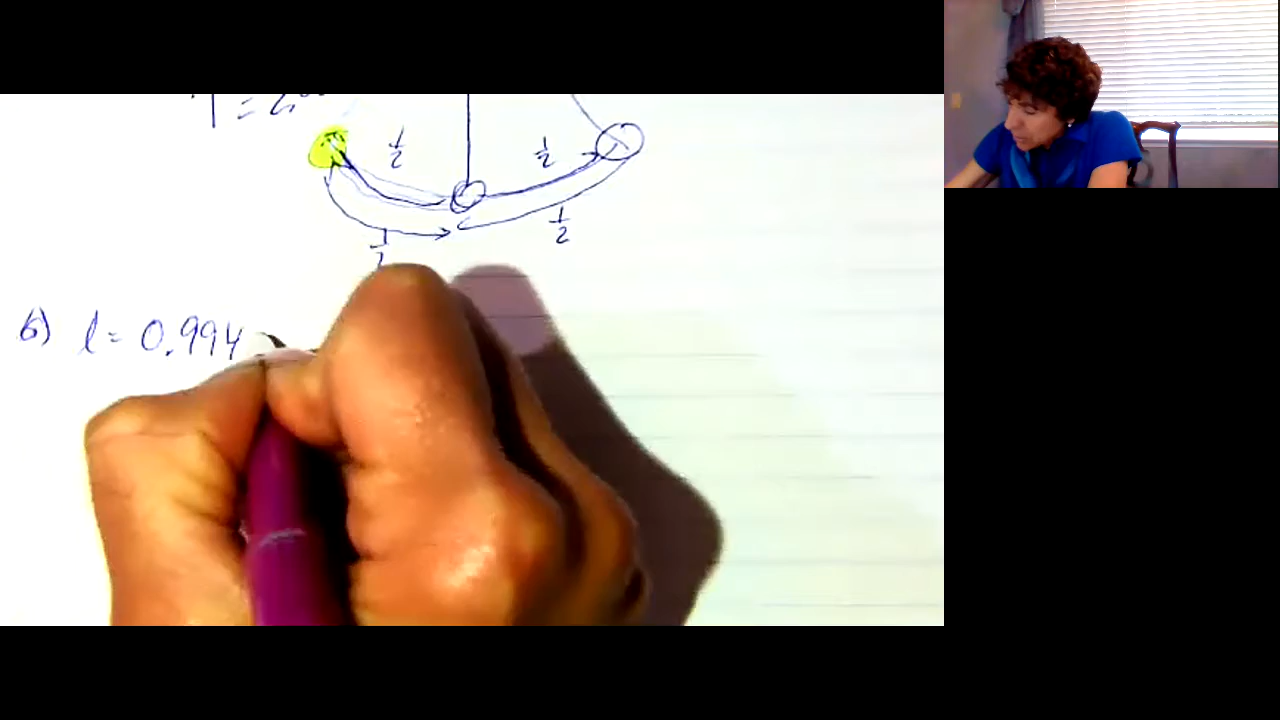 1/2 1/2
1/2
6) l = 0.994